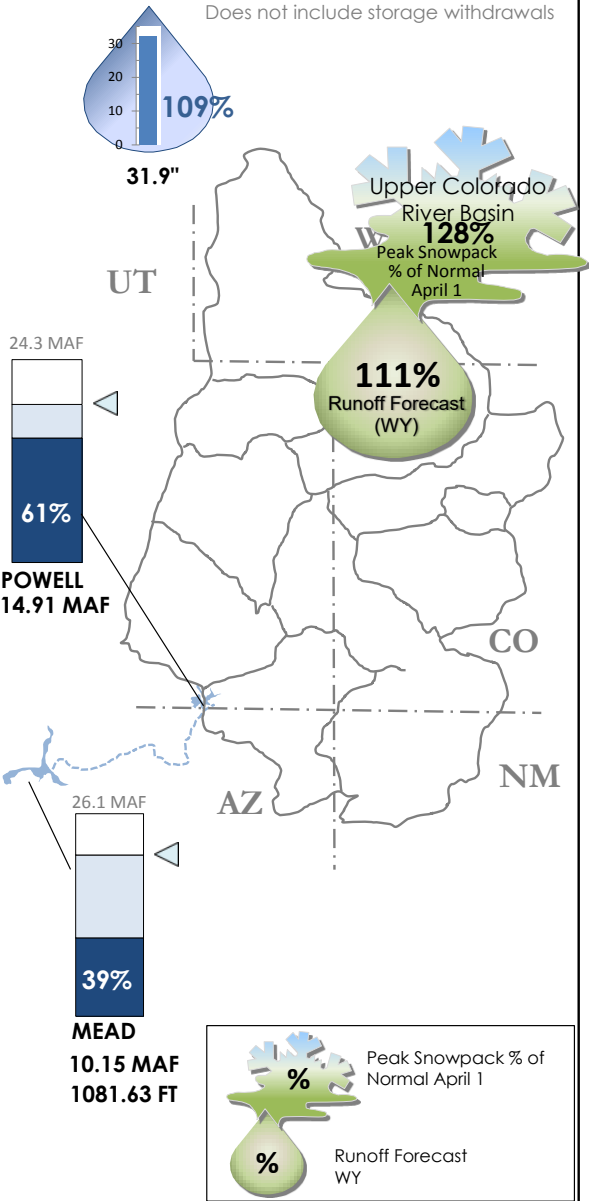 Does not include storage withdrawals
30
20
10
0
109%
31.9"
Upper Colorado
River Basin
W
128%
Peak Snowpack
% of Normal
April 1
UT
24.3 MAF
111%
Runoff Forecast
(WY)
61%
POWELL
14.91 MAF
CO
NM
AZ
26.1 MAF
39%
MEAD
10.15 MAF
1081.63 FT
%
Peak Snowpack % of
Normal April 1
%
Runoff Forecast
WY